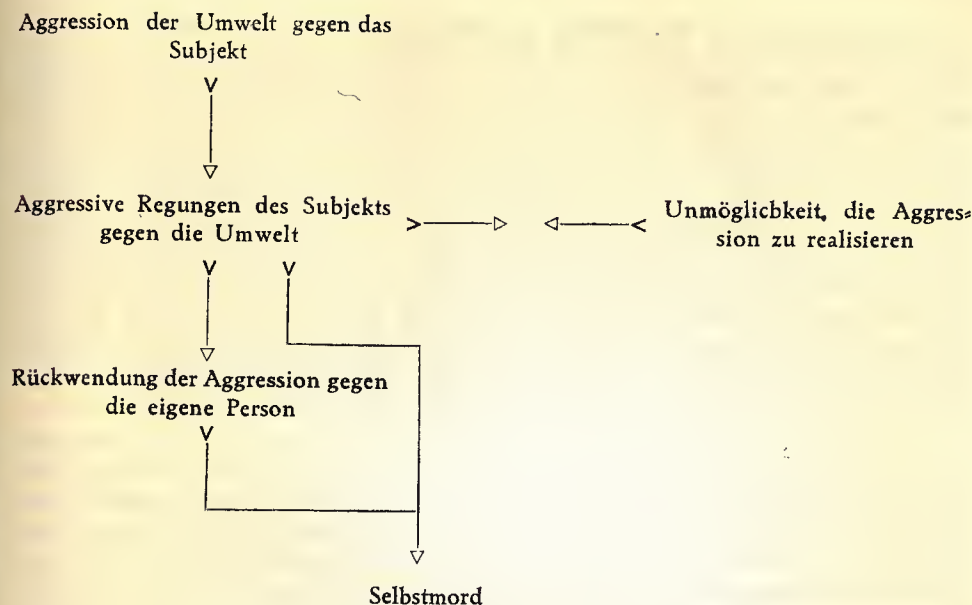 Aggression der Umwelt gegen das
Subjekt
Aggressive Regungen des Subjekts
gegen die Umwelt
Unmöglichkeit, die Aggres=
sion zu realisieren
Rückwendung der Aggression gegen
die eigene Person
Selbstmord